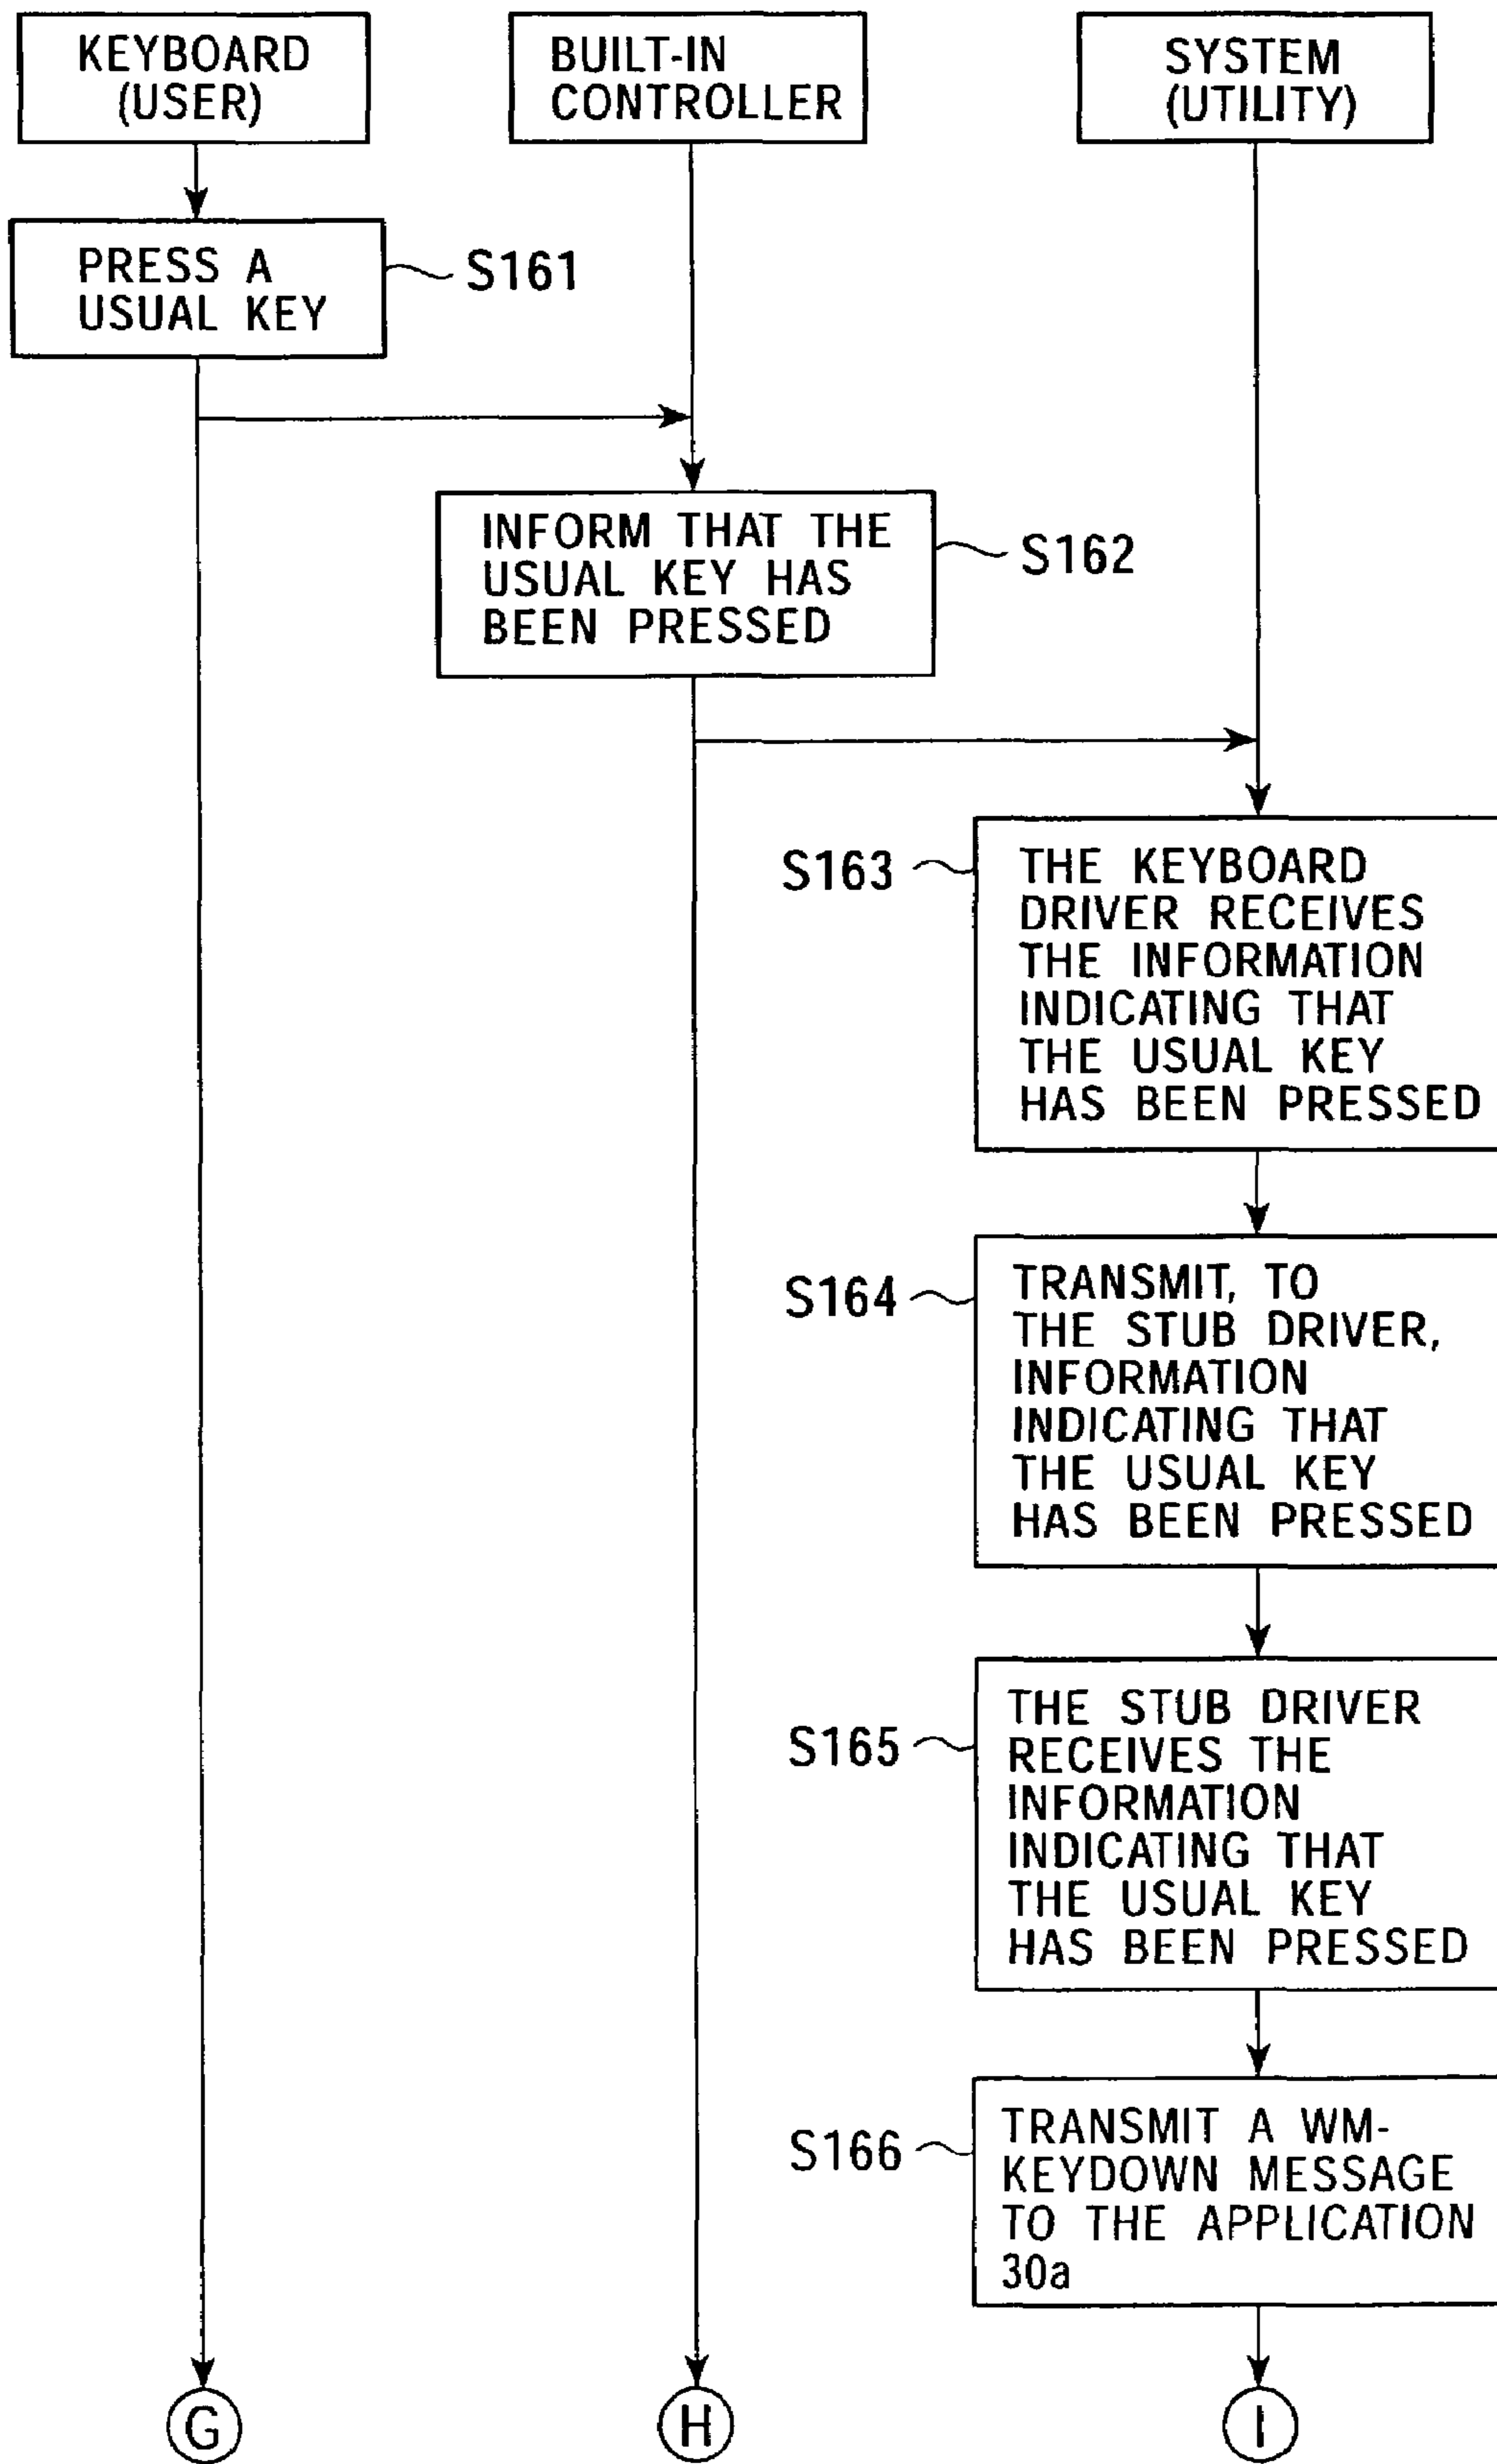 KEYBOARD
(USER)
BUILT-IN
CONTROLLER
SYSTEM
(UTILITY)
PRESS A
USUAL KEY
S161
INFORM THAT THE
USUAL KEY HAS
BEEN PRESSED
S162
S163
THE KEYBOARD
DRIVER RECEIVES
THE INFORMATION
INDICATING THAT
THE USUAL KEY
HAS BEEN PRESSED
S164
TRANSMIT, TO
THE STUB DRIVER,
INFORMATION
INDICATING THAT
THE USUAL KEY
HAS BEEN PRESSED
S165
THE STUB DRIVER
RECEIVES THE
INFORMATION
INDICATING THAT
THE USUAL KEY
HAS BEEN PRESSED
S166
TRANSMIT A WM-
KEYDOWN MESSAGE
TO THE APPLICATION
30a
G
H
I